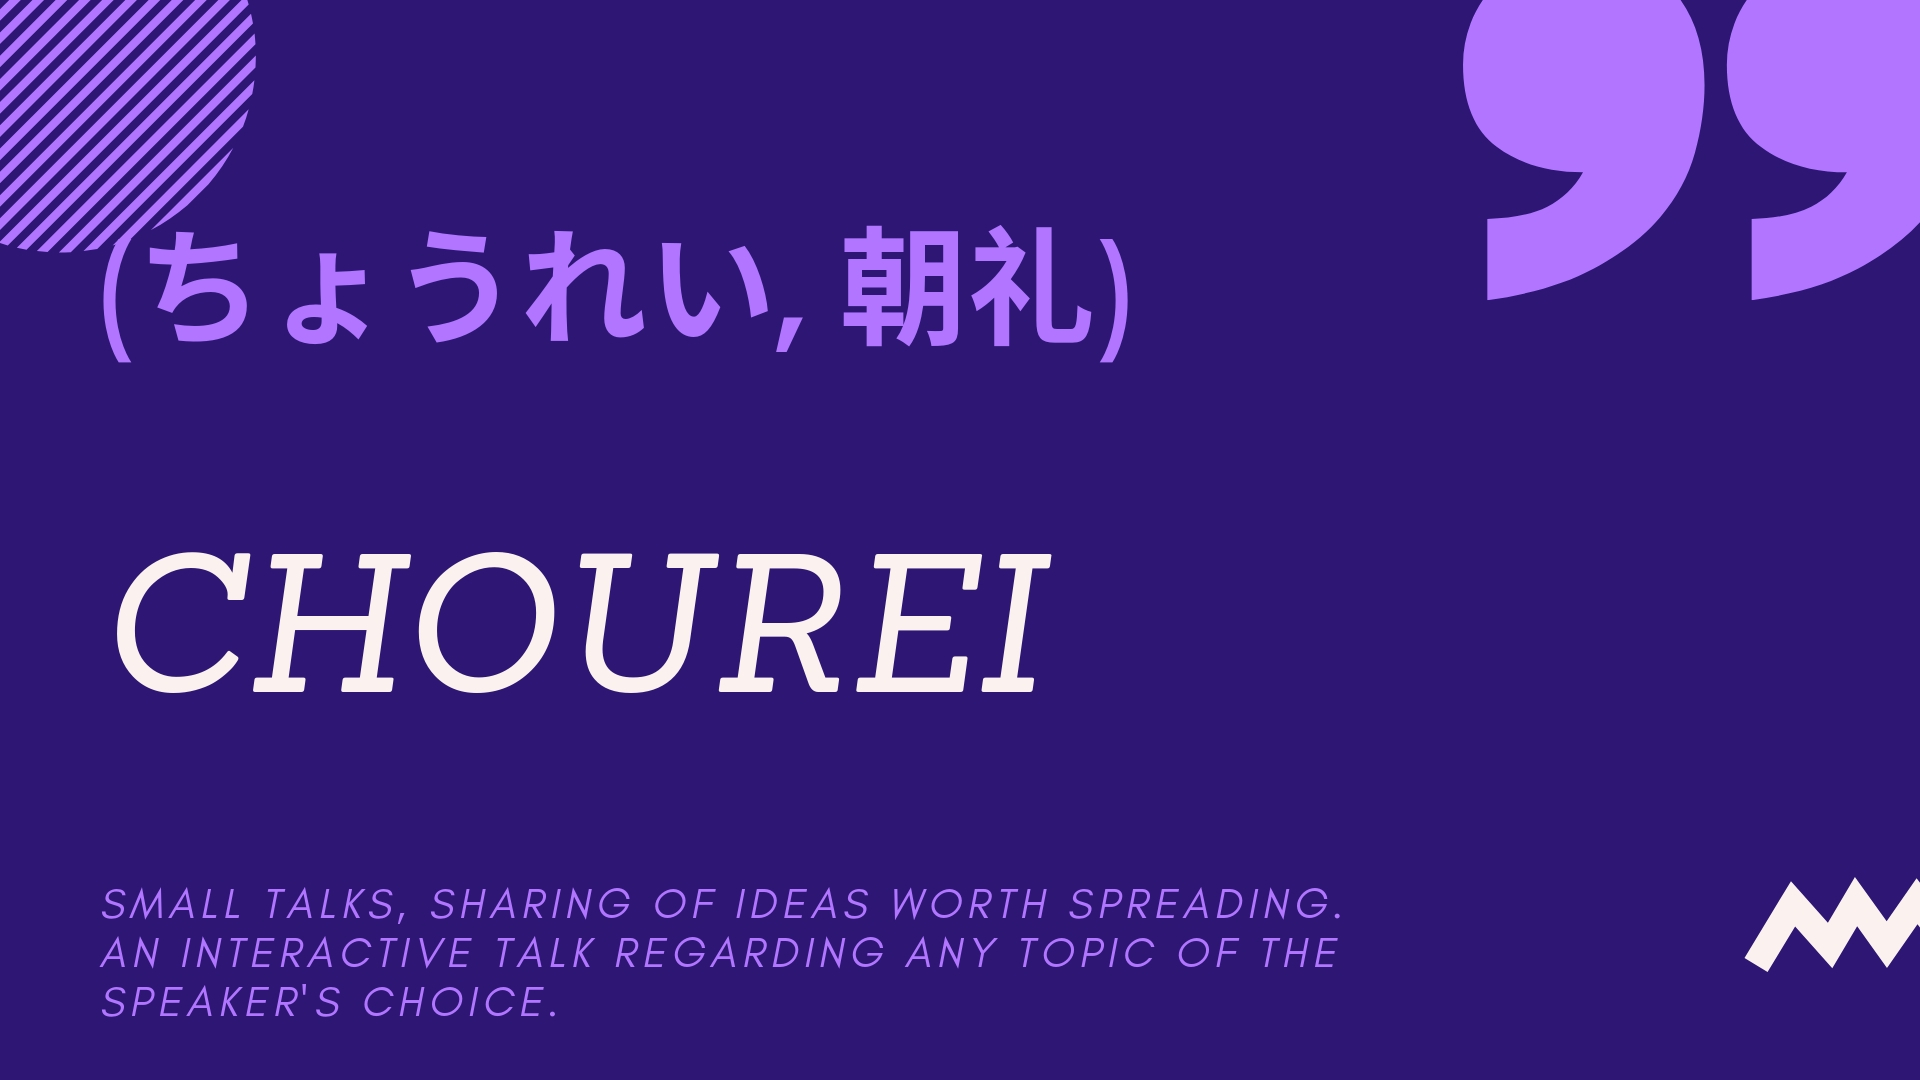 (ちょうれい, 朝礼)
CHOUREI
SMALL TALKS, SHARING OF IDEAS WORTH SPREADING.
AN INTERACTIVE TALK REGARDING ANY TOPIC OF THE
SPEAKER'S CHOICE.